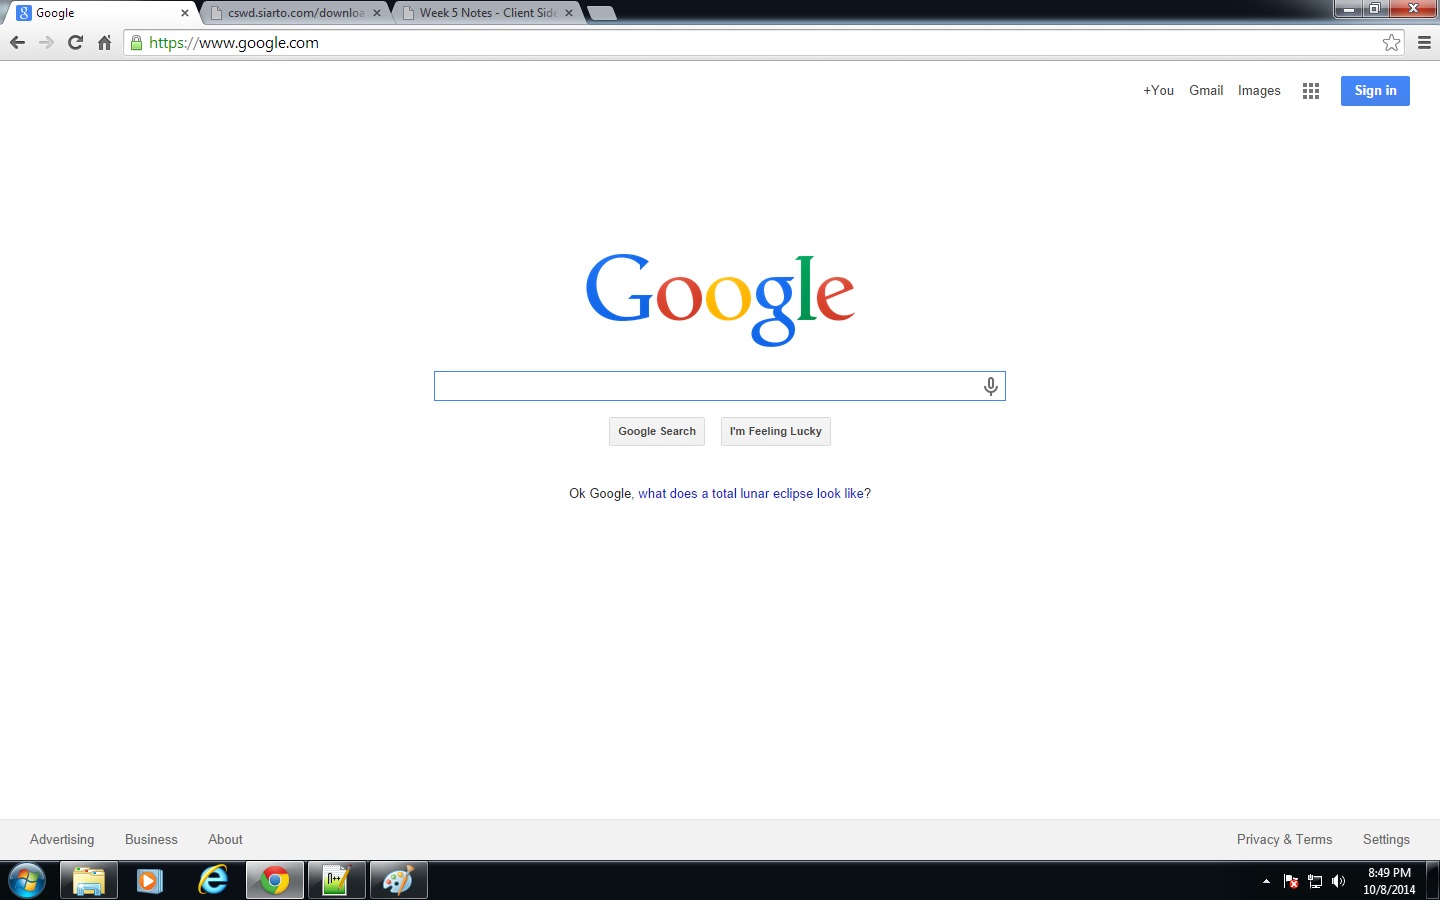 Google
cswd.siarto.com/downloa
Week 5 Notes - Client Side
https://www.google.com
+You Gmail Images Sign in
Google
Google Search I'm Feeling Lucky
Ok Google, what does a total lunar eclipse look like?
Advertising Business About Privacy & Terms Settings
8:49 PM
10/8/2014